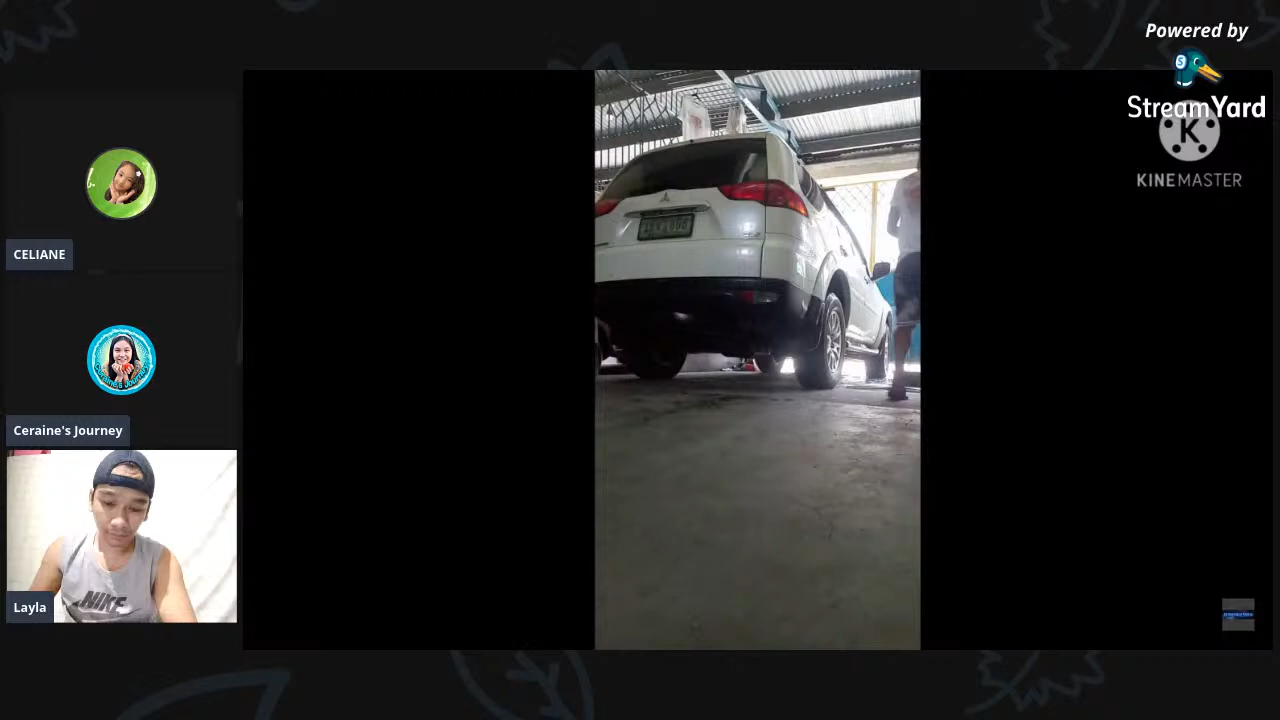 Powered by
StreamYard
K
KINEMASTER
CELIANE
Ceraine's Journey
NIKE
Layla